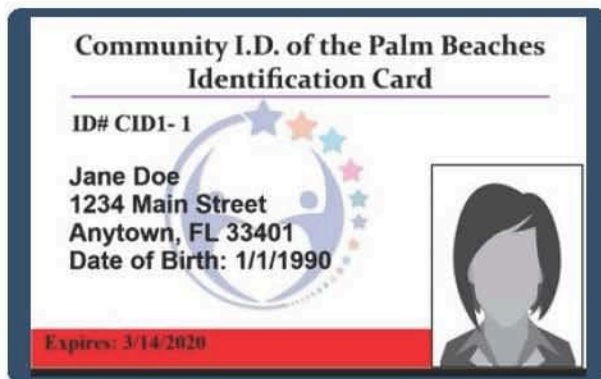 Community I.D. of the Palm Beaches
Identification Card
ID# CID1- 1
Jane Doe
1234 Main Street
Anytown, FL 33401
Date of Birth: 1/1/1990
Expires: 3/14/2020